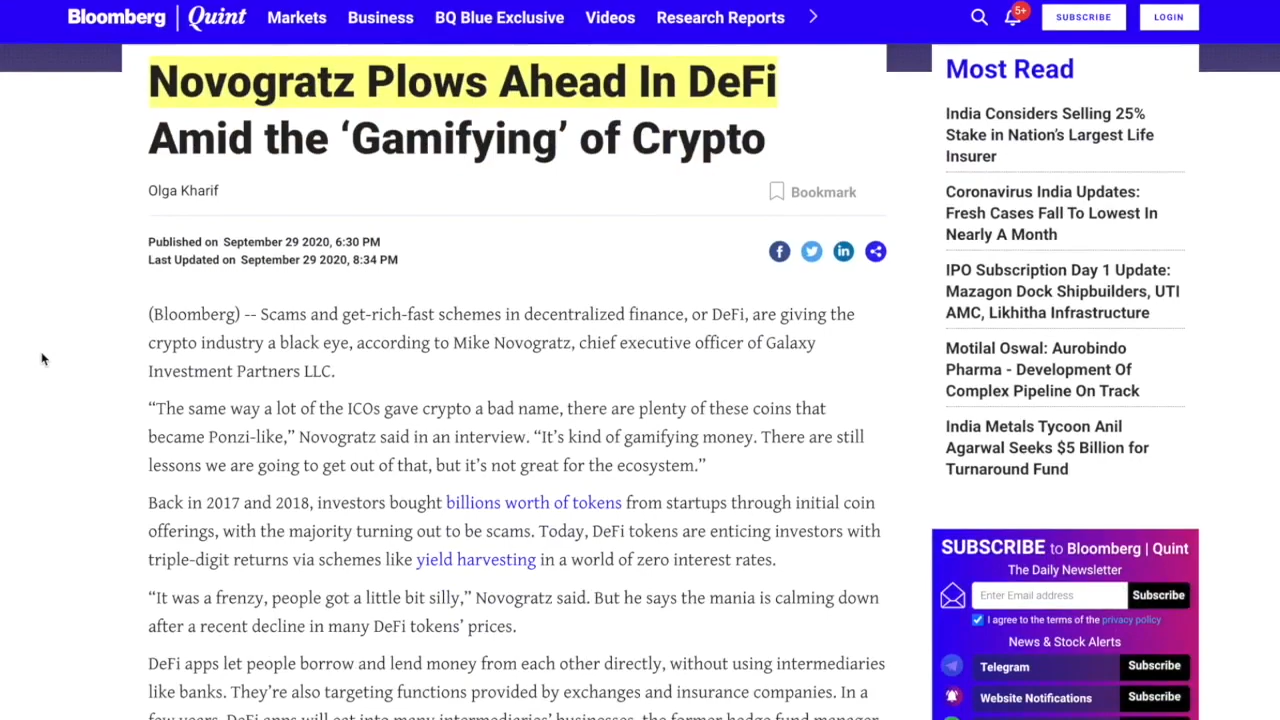 Bloomberg | Quint Markets Business BQ Blue Exclusive Videos Research Reports 5+ SUBSCRIBE LOGIN
Novogratz Plows Ahead In DeFi
Amid the ‘Gamifying’ of Crypto
Olga Kharif
Bookmark
Published on September 29 2020, 6:30 PM
Last Updated on September 29 2020, 8:34 PM
(Bloomberg) -- Scams and get-rich-fast schemes in decentralized finance, or DeFi, are giving the
crypto industry a black eye, according to Mike Novogratz, chief executive officer of Galaxy
Investment Partners LLC.
“The same way a lot of the ICOs gave crypto a bad name, there are plenty of these coins that
became Ponzi-like,” Novogratz said in an interview. “It’s kind of gamifying money. There are still
lessons we are going to get out of that, but it’s not great for the ecosystem.”
Back in 2017 and 2018, investors bought billions worth of tokens from startups through initial coin
offerings, with the majority turning out to be scams. Today, DeFi tokens are enticing investors with
triple-digit returns via schemes like yield harvesting in a world of zero interest rates.
“It was a frenzy, people got a little bit silly,” Novogratz said. But he says the mania is calming down
after a recent decline in many DeFi tokens’ prices.
DeFi apps let people borrow and lend money from each other directly, without using intermediaries
like banks. They’re also targeting functions provided by exchanges and insurance companies. In a
few years, DeFi apps will eat into many intermediaries’ businesses, the former hedge fund manager
Most Read
India Considers Selling 25%
Stake in Nation’s Largest Life
Insurer
Coronavirus India Updates:
Fresh Cases Fall To Lowest In
Nearly A Month
IPO Subscription Day 1 Update:
Mazagon Dock Shipbuilders, UTI
AMC, Likhitha Infrastructure
Motilal Oswal: Aurobindo
Pharma - Development Of
Complex Pipeline On Track
India Metals Tycoon Anil
Agarwal Seeks $5 Billion for
Turnaround Fund
SUBSCRIBE to Bloomberg | Quint
The Daily Newsletter
Enter Email address Subscribe
I agree to the terms of the privacy policy
News & Stock Alerts
Telegram Subscribe
Website Notifications Subscribe